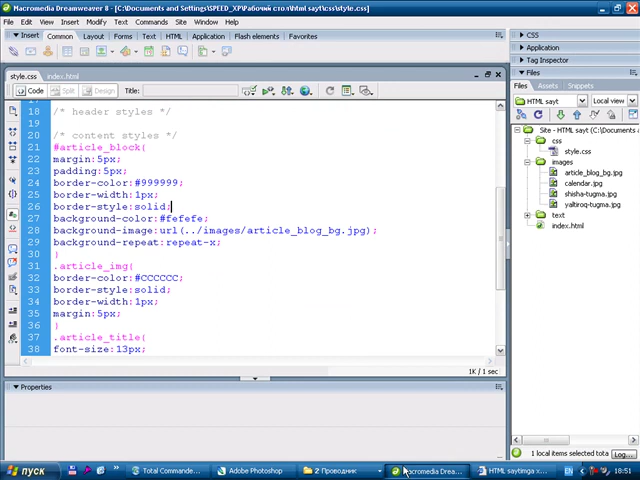 Macromedia Dreamweaver 8 - [C:\Documents and Settings\SPEED_XP\Рабочий стол\html sayt\css\style.css]
File Edit View Insert Modify Text Commands Site Window Help
Insert Common Layout Forms Text HTML Application Flash elements Favorites
style.css index.html
Code Split Design Title:
18 /* header styles */
19
20 /* content styles */
21 #article_block{
22 margin:5px;
23 padding:5px;
24 border-color:#999999;
25 border-width:1px;
26 border-style:solid;
27 background-color:#fefefe;
28 background-image:url(../images/article_blog_bg.jpg);
29 background-repeat:repeat-x;
30 }
31 .article_img{
32 border-color:#CCCCCC;
33 border-style:solid;
34 border-width:1px;
35 margin:5px;
36 }
37 .article_title{
38 font-size:13px;
1K / 1 sec
Properties
CSS
Application
Tag Inspector
Files
Files Assets Snippets
HTML sayt Local view
Site - HTML sayt (C:\Documents
css
style.css
images
article_blog_bg.jpg
calendar.jpg
shisha-tugma.jpg
yaltiroq-tugma.jpg
text
index.html
1 local items selected tota Log...
пуск Total Commande... Adobe Photoshop 2 Проводник Macromedia Drea... HTML saytimga x... EN 18:51